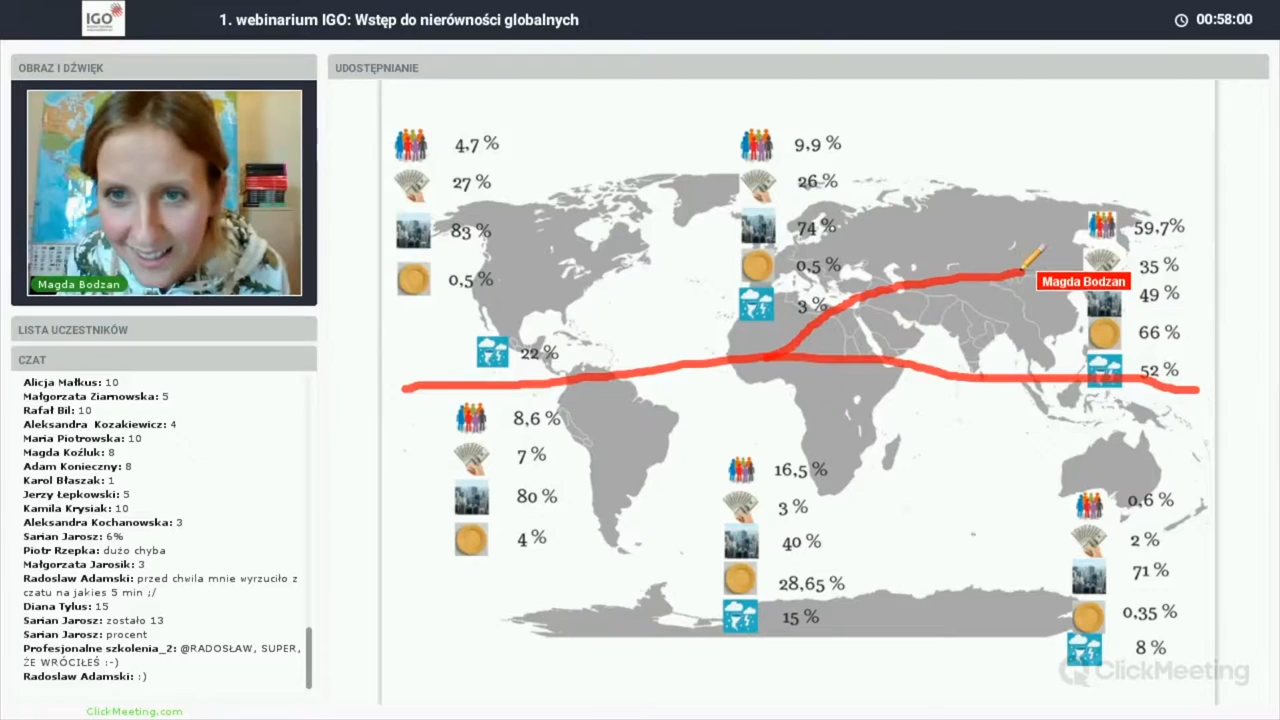 IGO
1. webinarium IGO: Wstęp do nierówności globalnych
00:58:00
OBRAZ I DŹWIĘK
Magda Bodzan
LISTA UCZESTNIKÓW
CZAT
Alicja Małkus: 10
Małgorzata Ziarnowska: 5
Rafał Bil: 10
Aleksandra Kozakiewicz: 4
Maria Piotrowska: 10
Magda Koźluk: 8
Adam Konieczny: 8
Karol Błaszak: 1
Jerzy Łepkowski: 5
Kamila Krysiak: 10
Aleksandra Kochanowska: 3
Sarian Jarosz: 6%
Piotr Rzepka: dużo chyba
Małgorzata Jarosik: 3
Radoslaw Adamski: przed chwila mnie wyrzuciło z
czatu na jakies 5 min ;/
Diana Tylus: 15
Sarian Jarosz: zostało 13
Sarian Jarosz: procent
Profesjonalne szkolenia_2: @RADOSŁAW, SUPER,
ŻE WRÓCIŁEŚ :-)
Radoslaw Adamski: :)
ClickMeeting.com
UDOSTĘPNIANIE
4,7 %
27 %
83 %
0,5 %
22 %
9,9 %
26 %
74 %
0,5 %
3 %
59,7%
35 %
Magda Bodzan
49 %
66 %
52 %
8,6 %
7 %
80 %
4 %
16,5 %
3 %
40 %
28,65 %
15 %
0,6 %
2 %
71 %
0,35 %
8 %
ClickMeeting